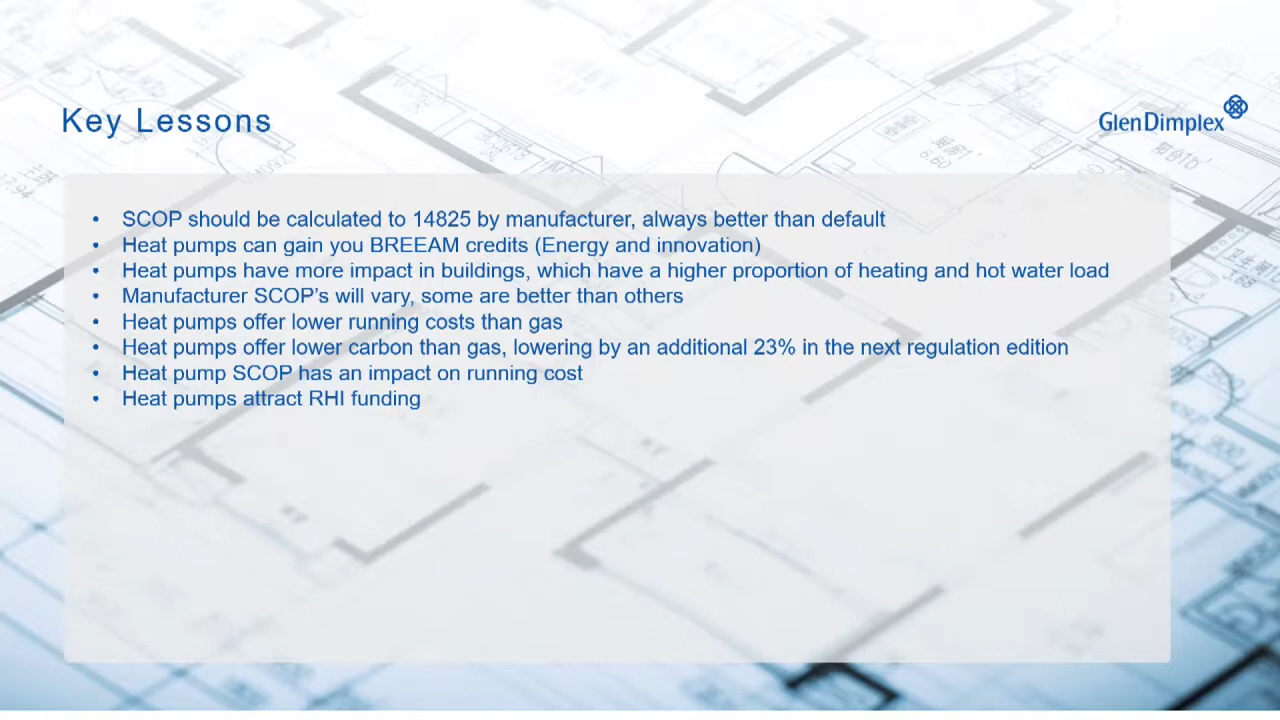 Key Lessons
GlenDimplex
• SCOP should be calculated to 14825 by manufacturer, always better than default
• Heat pumps can gain you BREEAM credits (Energy and innovation)
• Heat pumps have more impact in buildings, which have a higher proportion of heating and hot water load
• Manufacturer SCOP's will vary, some are better than others
• Heat pumps offer lower running costs than gas
• Heat pumps offer lower carbon than gas, lowering by an additional 23% in the next regulation edition
• Heat pump SCOP has an impact on running cost
• Heat pumps attract RHI funding